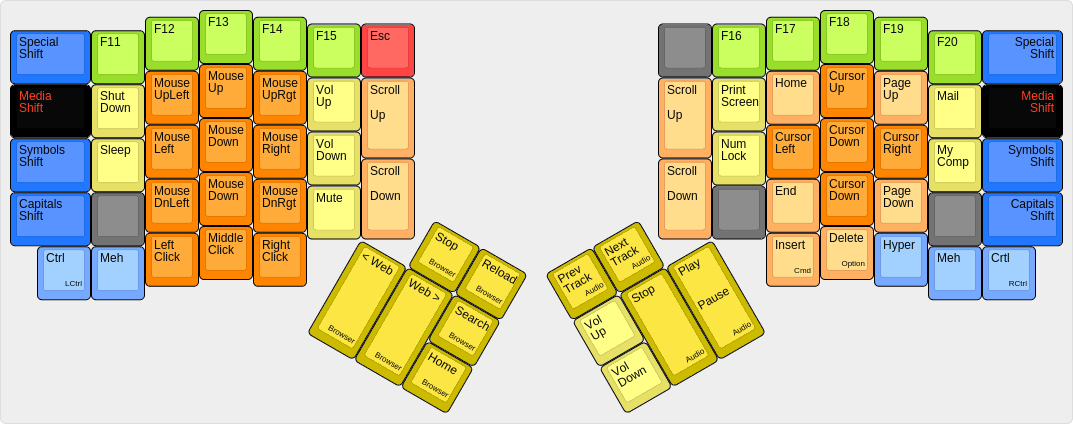 Special
Shift
F11
F12
F13
F14
F15
Esc
Media
Shift
Shut
Down
Mouse
UpLeft
Mouse
Up
Mouse
UpRgt
Vol
Up
Scroll
Up
Symbols
Shift
Sleep
Mouse
Left
Mouse
Down
Mouse
Right
Vol
Down
Capitals
Shift
Mouse
DnLeft
Mouse
Down
Mouse
DnRgt
Mute
Scroll
Down
Ctrl
LCtrl
Meh
Left
Click
Middle
Click
Right
Click
Stop
Browser
Reload
Browser
< Web
Browser
Web >
Browser
Search
Browser
Home
Browser
F16
F17
F18
F19
F20
Special
Shift
Scroll
Up
Print
Screen
Home
Cursor
Up
Page
Up
Mail
Media
Shift
Num
Lock
Cursor
Left
Cursor
Down
Cursor
Right
My
Comp
Symbols
Shift
Scroll
Down
End
Cursor
Down
Page
Down
Capitals
Shift
Insert
Cmd
Delete
Option
Hyper
Meh
Crtl
RCtrl
Prev
Track
Audio
Next
Track
Audio
Vol
Up
Stop
Audio
Play
Pause
Audio
Vol
Down